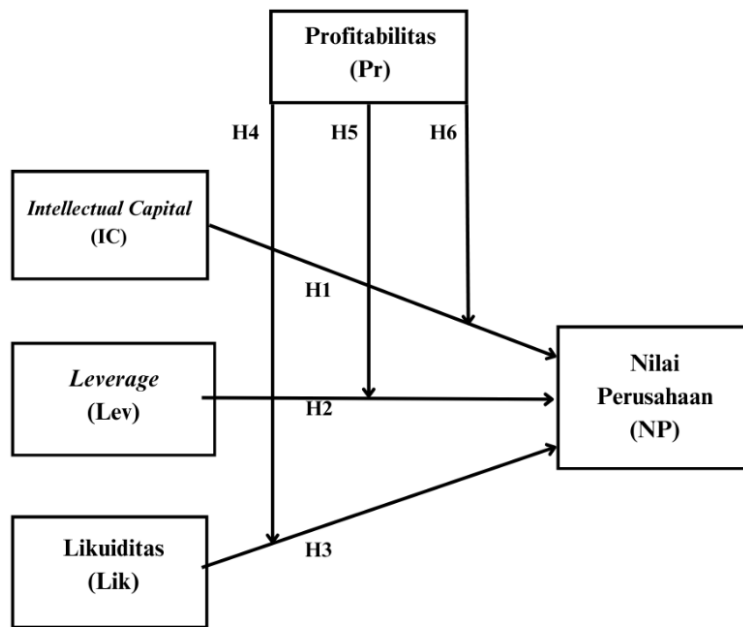 Profitabilitas
(Pr)
H4
H5
H6
Intellectual Capital
(IC)
H1
Leverage
(Lev)
H2
Nilai
Perusahaan
(NP)
Likuiditas
(Lik)
H3